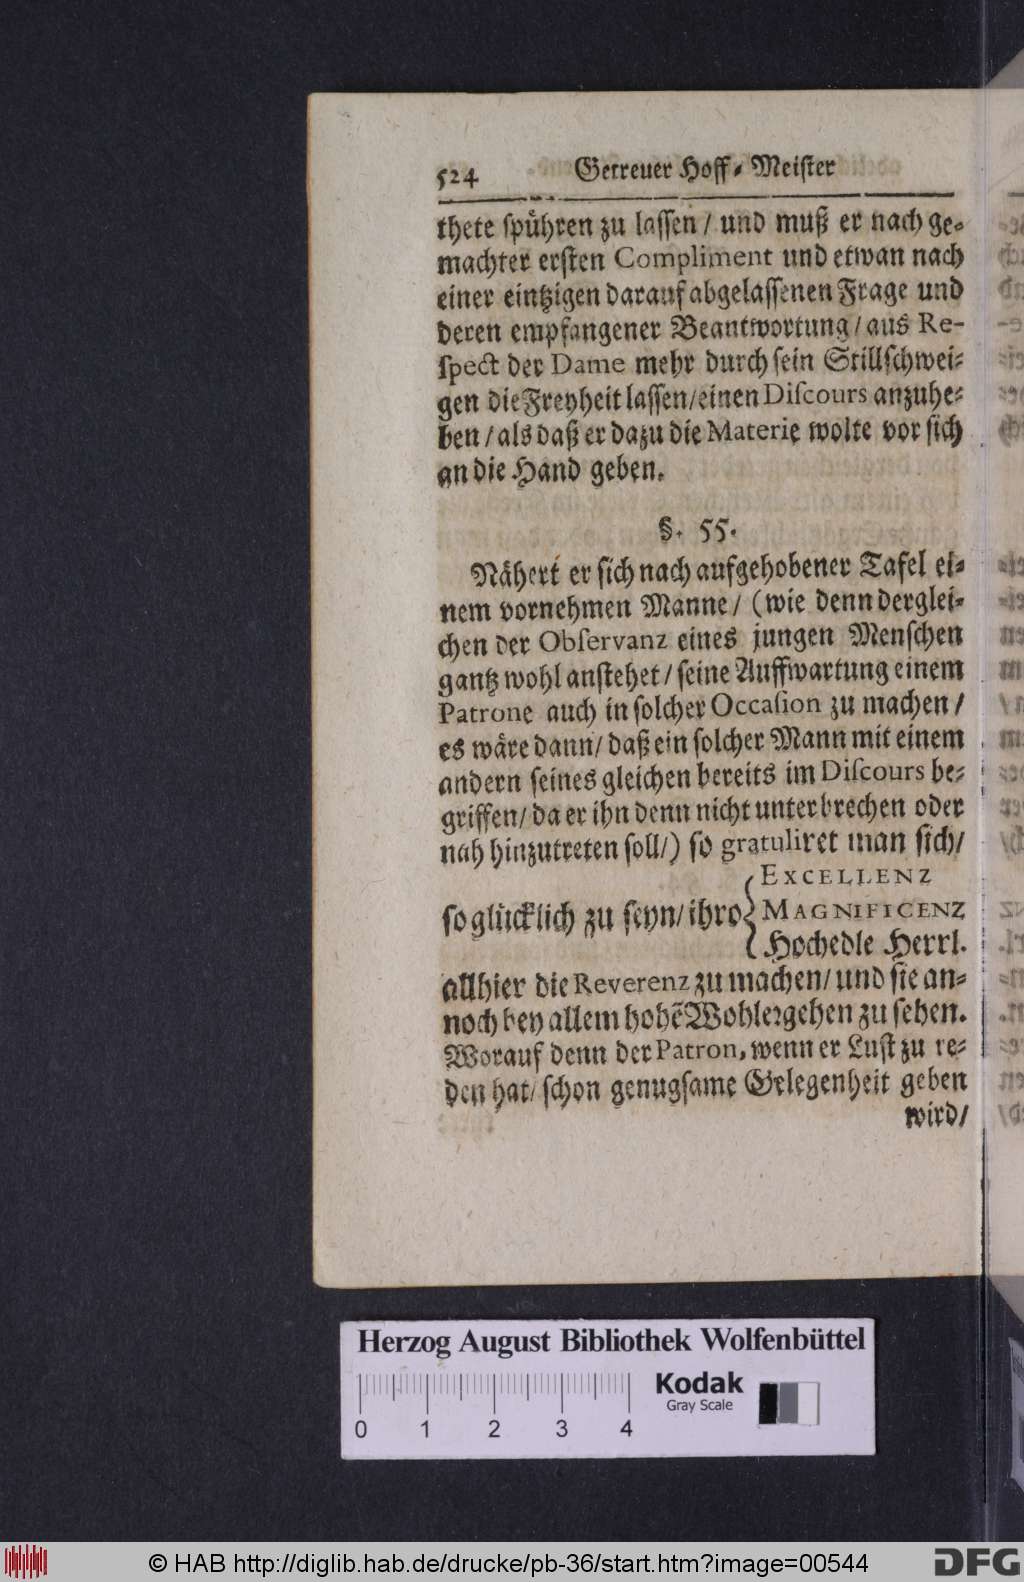 524 Getreuer Hoff-Meister
thete spühren zu lassen / und muß er nach ge-
machter ersten Compliment und etwan nach
einer eintzigen darauf abgelassenen Frage und
deren empfangener Beantwortung / aus Re-
spect der Dame mehr durch sein Stillschwei-
gen die Freyheit lassen / einen Discours anzuhe-
ben / als daß er dazu die Materie wolte vor sich
an die Hand geben.
§. 55.
Nähert er sich nach aufgehobener Tafel ei-
nem vornehmen Manne / (wie denn derglei-
chen der Observanz eines jungen Menschen
gantz wohl anstehet / seine Auffwartung einem
Patrone auch in solcher Occasion zu machen /
es wäre dann / daß ein solcher Mann mit einem
andern seines gleichen bereits im Discours be-
griffen / da er ihn denn nicht unterbrechen oder
nah hinzutreten soll /) so gratuliret man sich /
so glücklich zu seyn / ihro { EXCELLENZ
MAGNIFICENZ
Hochedle Herrl.
allhier die Reverenz zu machen / und sie an-
noch bey allem hohẽ Wohlergehen zu sehen.
Worauf denn der Patron, wenn er Lust zu re-
den hat / schon genugsame Gelegenheit geben
wird /
Herzog August Bibliothek Wolfenbüttel
Kodak
Gray Scale
0 1 2 3 4
© HAB http://diglib.hab.de/drucke/pb-36/start.htm?image=00544
DFG